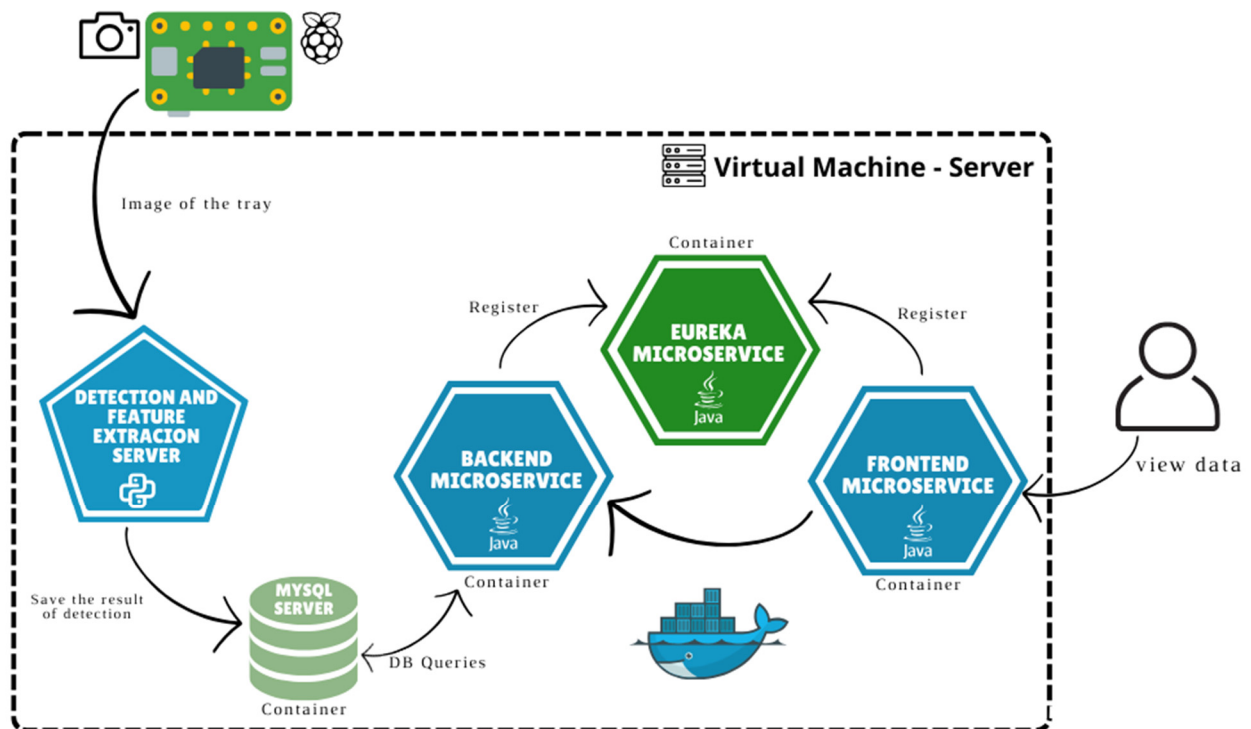 Virtual Machine - Server
Image of the tray
Container
Register
Register
EUREKA
MICROSERVICE
Java
DETECTION AND
FEATURE
EXTRACION
SERVER
BACKEND
MICROSERVICE
Java
Container
FRONTEND
MICROSERVICE
Java
Container
view data
Save the result
of detection
MYSQL
SERVER
DB Queries
Container